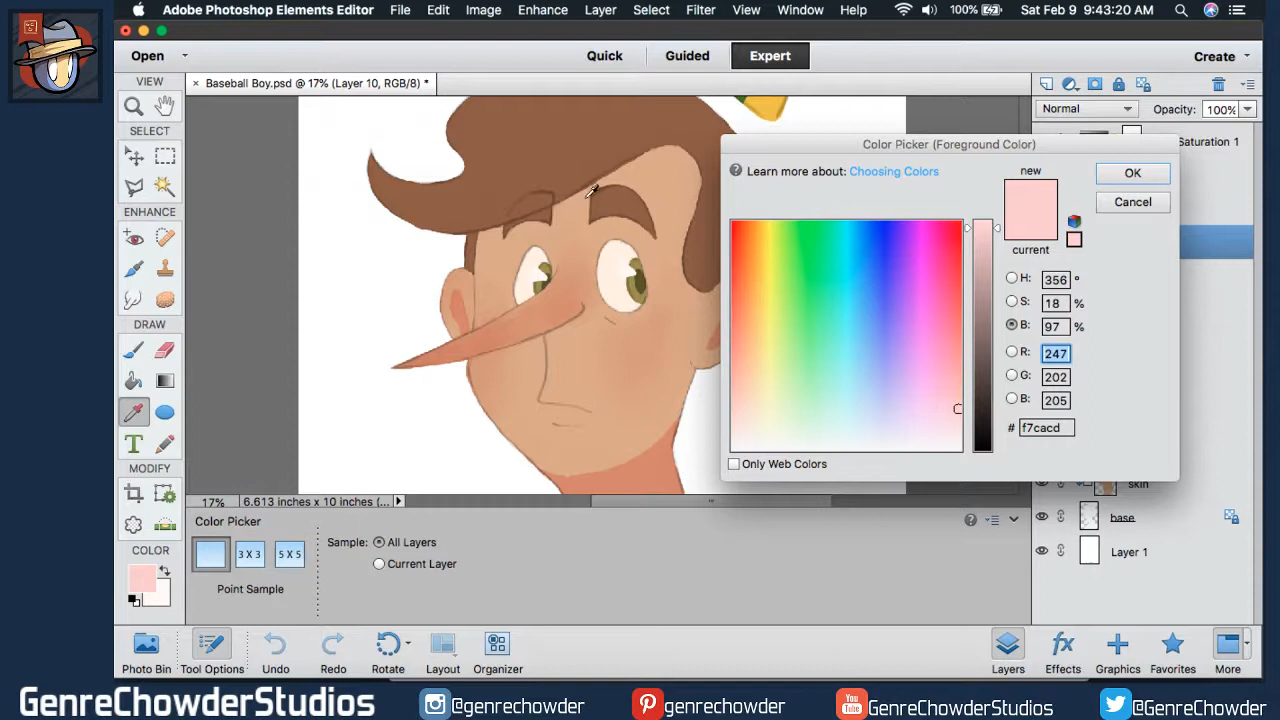 Adobe Photoshop Elements Editor File Edit Image Enhance Layer Select Filter View Window Help 100% Sat Feb 9 9:43:20 AM
Open Quick Guided Expert Create
VIEW
× Baseball Boy.psd @ 17% (Layer 10, RGB/8) *
Normal Opacity: 100%
SELECT
Saturation 1
Color Picker (Foreground Color)
? Learn more about: Choosing Colors
new
OK
Cancel
current
ENHANCE
H: 356 °
S: 18 %
B: 97 %
R: 247
G: 202
B: 205
# f7cacd
Only Web Colors
DRAW
T
MODIFY
skin
17% 6.613 inches x 10 inches (...
base
Color Picker
COLOR
3 X 3 5 X 5
Sample: All Layers
Current Layer
Point Sample
Layer 1
Photo Bin Tool Options Undo Redo Rotate Layout Organizer Layers Effects Graphics Favorites More
fx
GenreChowderStudios @genrechowder genrechowder GenreChowderStudios @GenreChowder
You
Tube